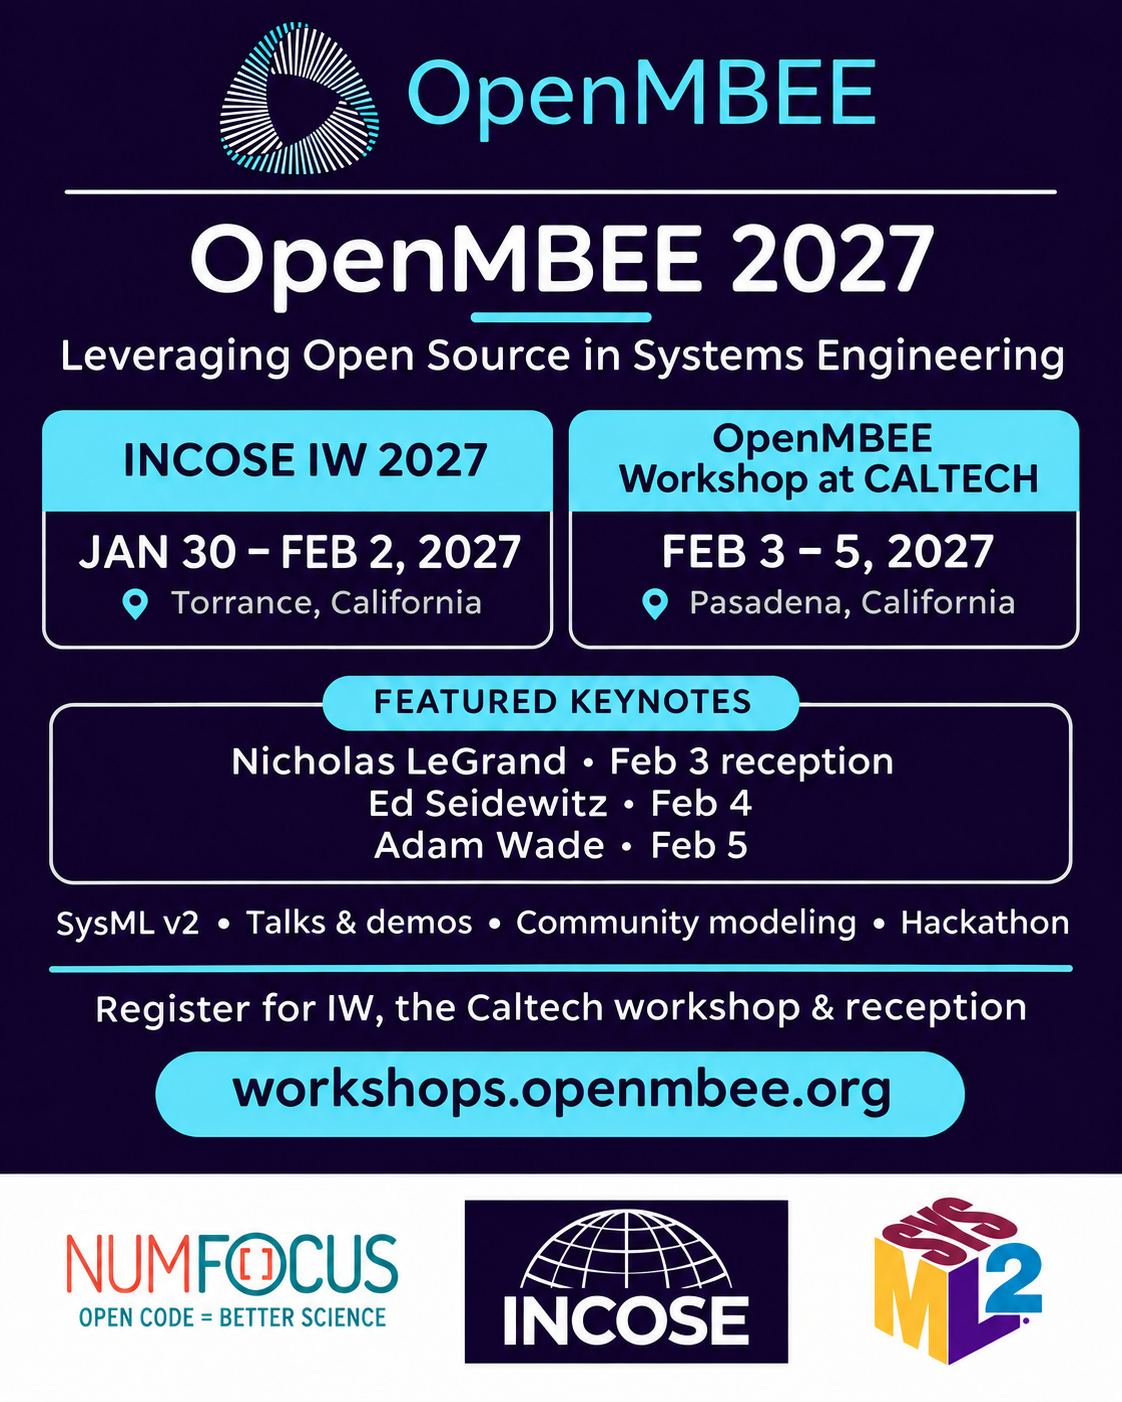 OpenMBEE
OpenMBEE 2027
Leveraging Open Source in Systems Engineering
INCOSE IW 2027
JAN 30 – FEB 2, 2027
Torrance, California
OpenMBEE
Workshop at CALTECH
FEB 3 – 5, 2027
Pasadena, California
FEATURED KEYNOTES
Nicholas LeGrand • Feb 3 reception
Ed Seidewitz • Feb 4
Adam Wade • Feb 5
SysML v2 • Talks & demos • Community modeling • Hackathon
Register for IW, the Caltech workshop & reception
workshops.openmbee.org
NUMFOCUS
OPEN CODE = BETTER SCIENCE
INCOSE
SYS
ML2